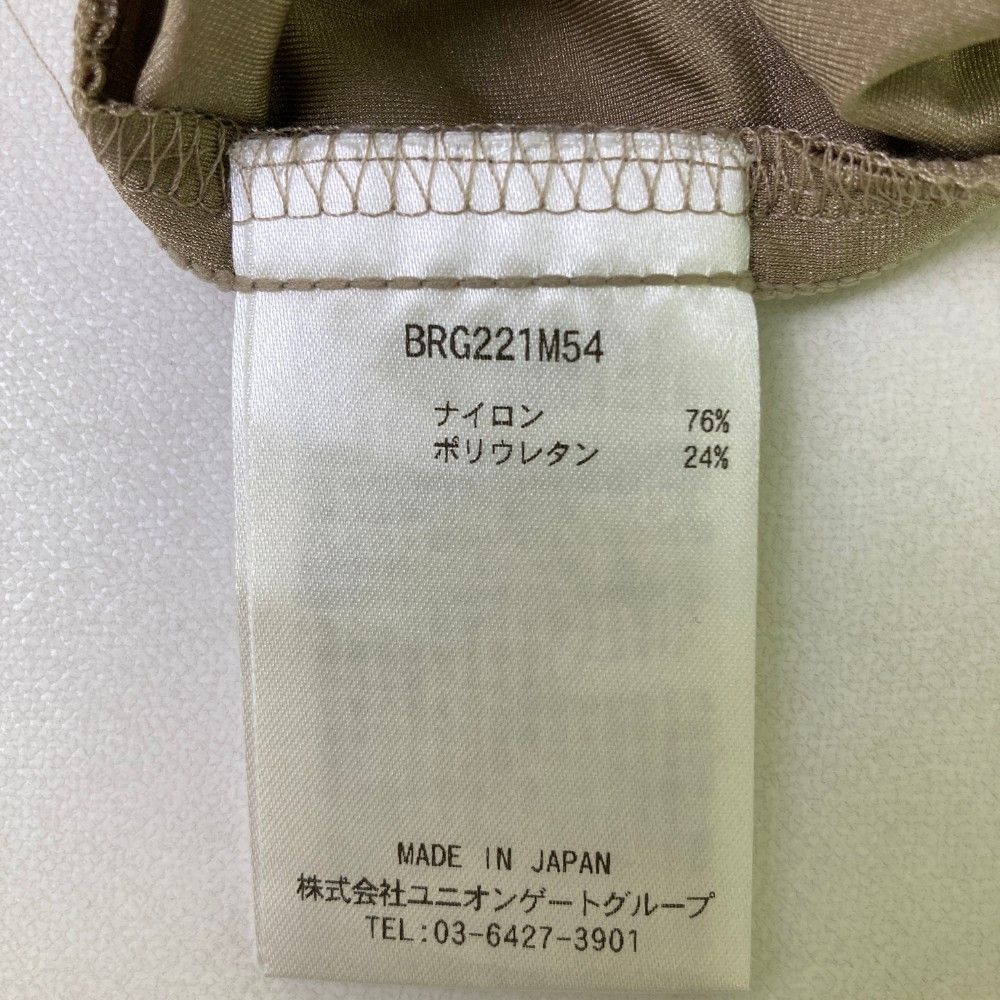 BRG221M54
ナイロン 76%
ポリウレタン 24%
MADE IN JAPAN
株式会社ユニオンゲートグループ
TEL:03-6427-3901